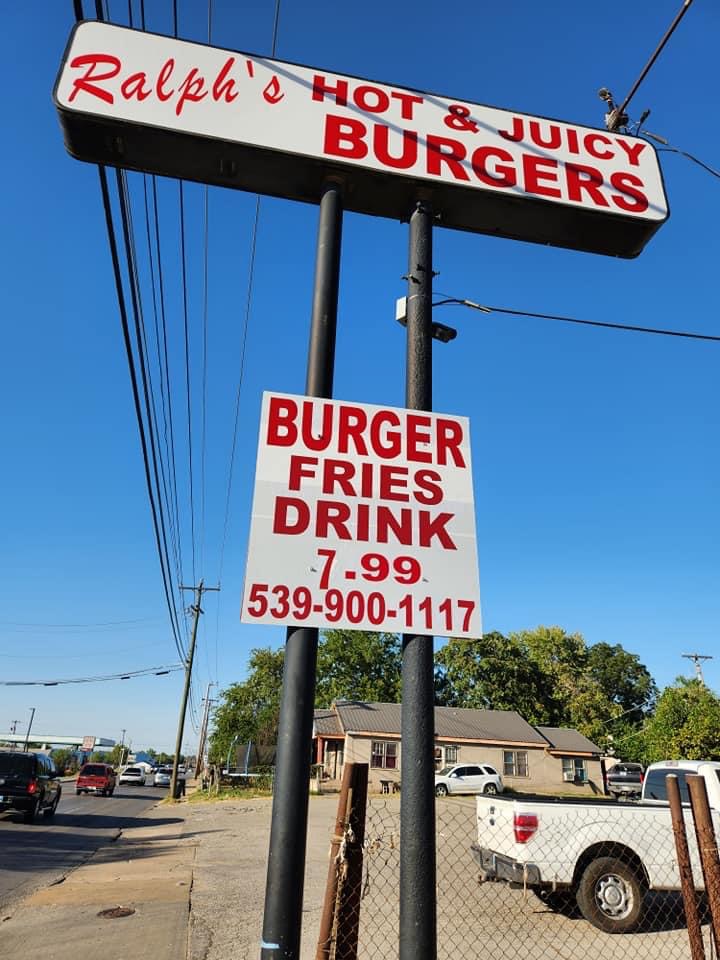 Ralph's HOT & JUICY
BURGERS
BURGER
FRIES
DRINK
7.99
539-900-1117